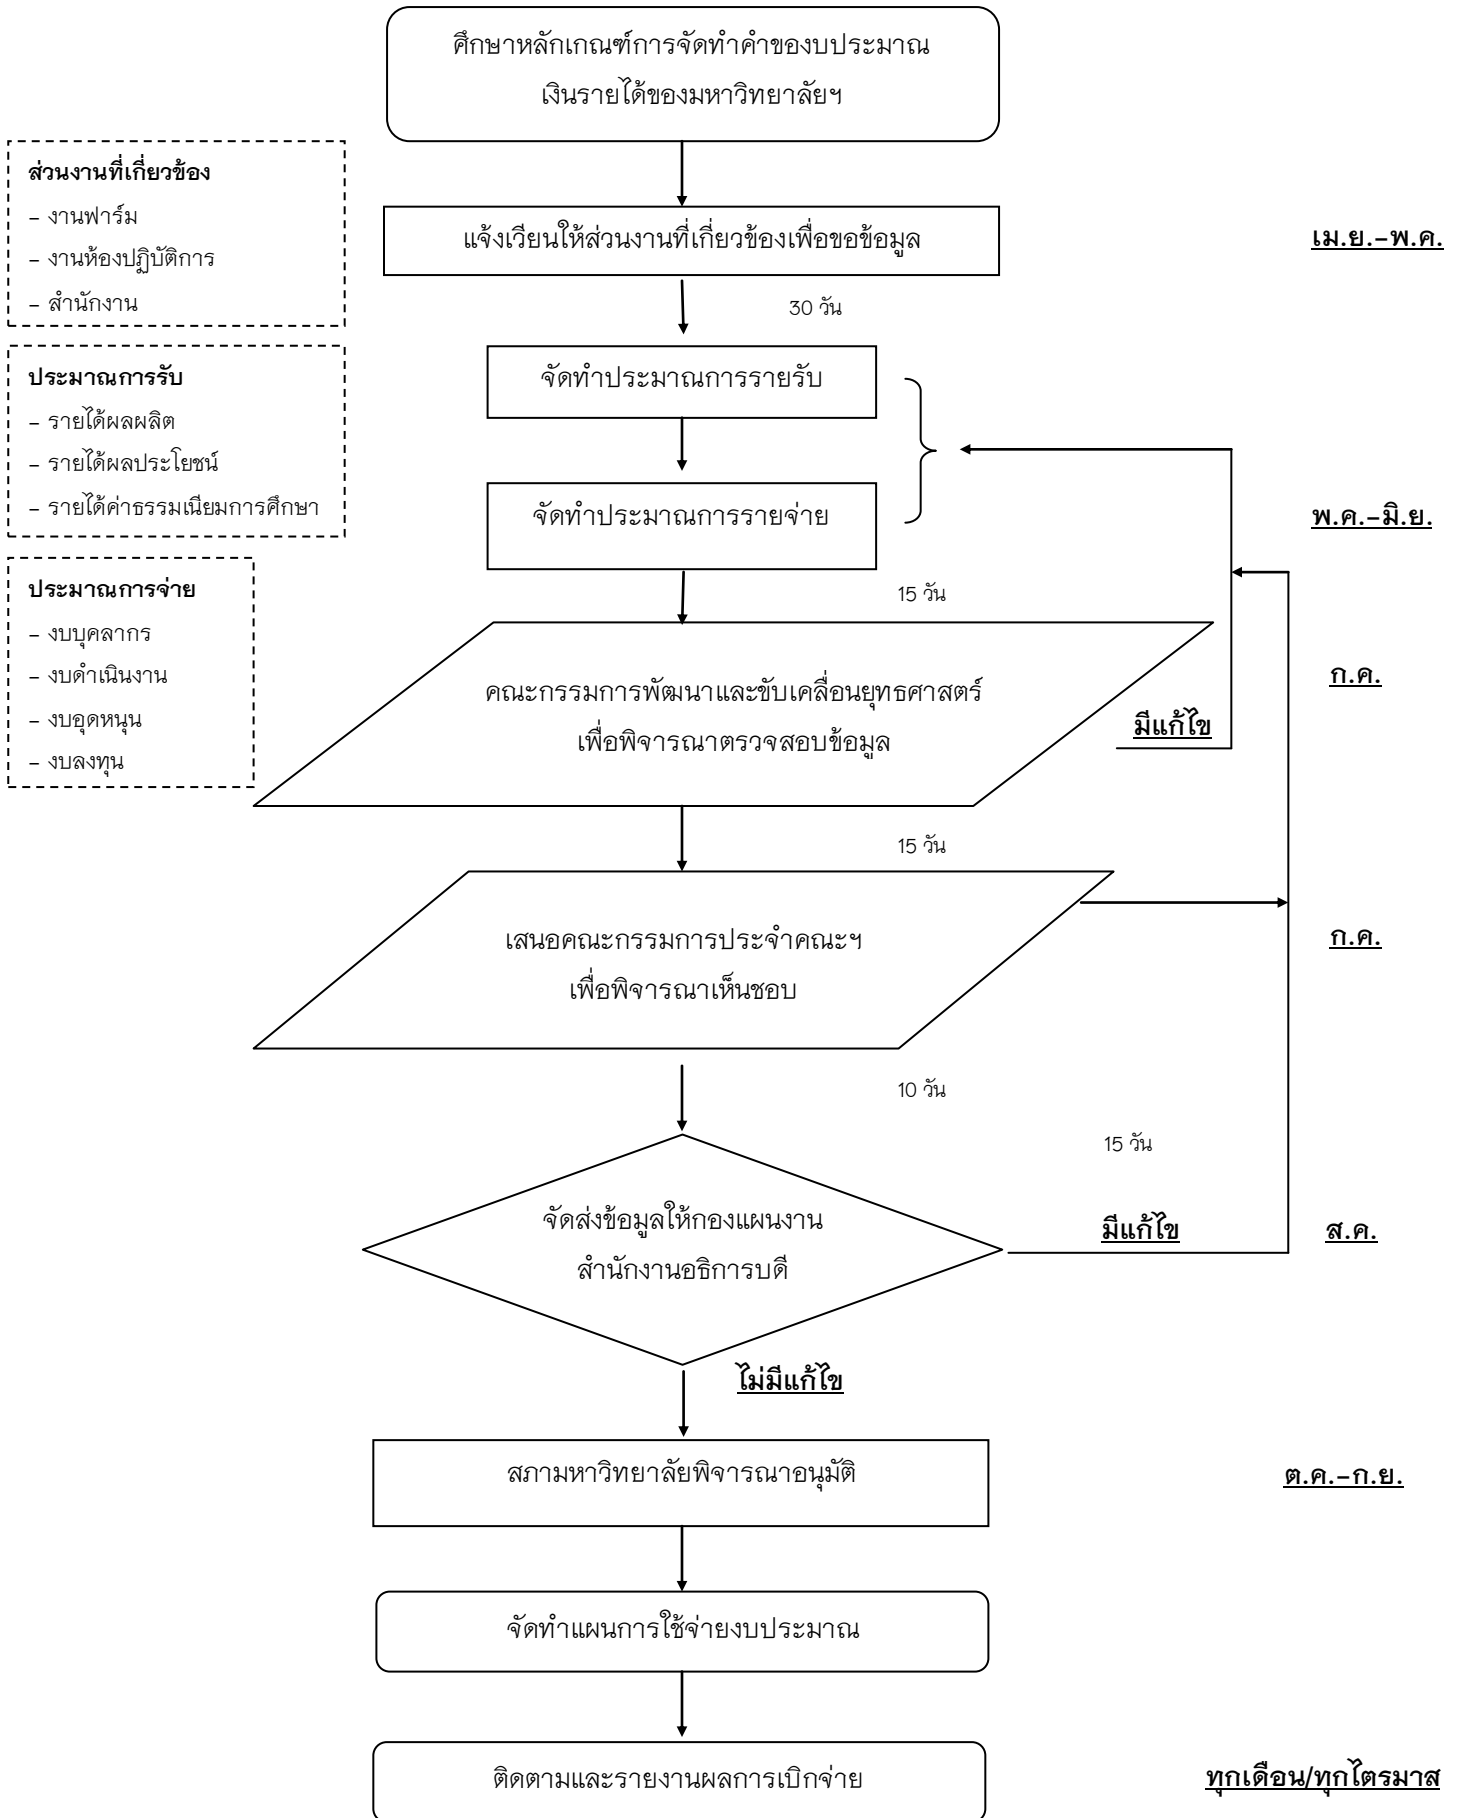 ศึกษาหลักเกณฑ์การจัดทำคำของบประมาณ
เงินรายได้ของมหาวิทยาลัยฯ
ส่วนงานที่เกี่ยวข้อง
- งานฟาร์ม
- งานห้องปฏิบัติการ
- สำนักงาน
แจ้งเวียนให้ส่วนงานที่เกี่ยวข้องเพื่อขอข้อมูล
เม.ย.-พ.ค.
30 วัน
ประมาณการรับ
- รายได้ผลผลิต
- รายได้ผลประโยชน์
- รายได้ค่าธรรมเนียมการศึกษา
จัดทำประมาณการรายรับ
จัดทำประมาณการรายจ่าย
พ.ค.-มิ.ย.
15 วัน
ประมาณการจ่าย
- งบบุคลากร
- งบดำเนินงาน
- งบอุดหนุน
- งบลงทุน
คณะกรรมการพัฒนาและขับเคลื่อนยุทธศาสตร์
เพื่อพิจารณาตรวจสอบข้อมูล
มีแก้ไข
ก.ค.
15 วัน
เสนอคณะกรรมการประจำคณะฯ
เพื่อพิจารณาเห็นชอบ
ก.ค.
10 วัน
15 วัน
จัดส่งข้อมูลให้กองแผนงาน
สำนักงานอธิการบดี
มีแก้ไข
ส.ค.
ไม่มีแก้ไข
สภามหาวิทยาลัยพิจารณาอนุมัติ
ต.ค.-ก.ย.
จัดทำแผนการใช้จ่ายงบประมาณ
ติดตามและรายงานผลการเบิกจ่าย
ทุกเดือน/ทุกไตรมาส